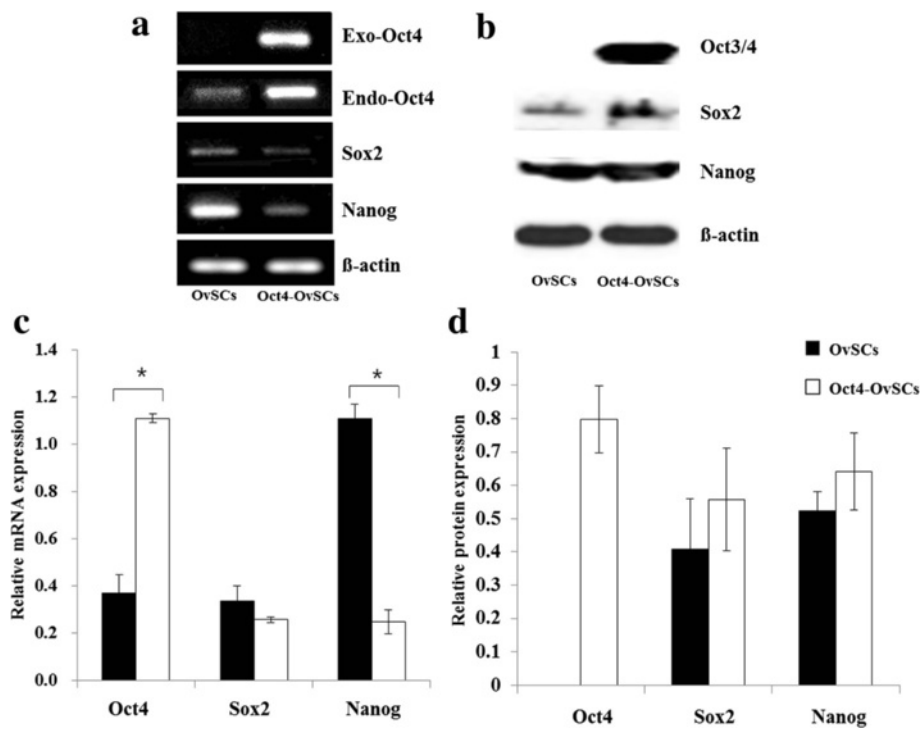 a
Exo-Oct4
Endo-Oct4
Sox2
Nanog
ß-actin
OvSCs Oct4-OvSCs
b
Oct3/4
Sox2
Nanog
ß-actin
OvSCs Oct4-OvSCs
c
Relative mRNA expression
1.4
1.2
1.0
0.8
0.6
0.4
0.2
0.0
* *
Oct4 Sox2 Nanog
d
Relative protein expression
1
0.9
0.8
0.7
0.6
0.5
0.4
0.3
0.2
0.1
0
OvSCs
Oct4-OvSCs
Oct4 Sox2 Nanog